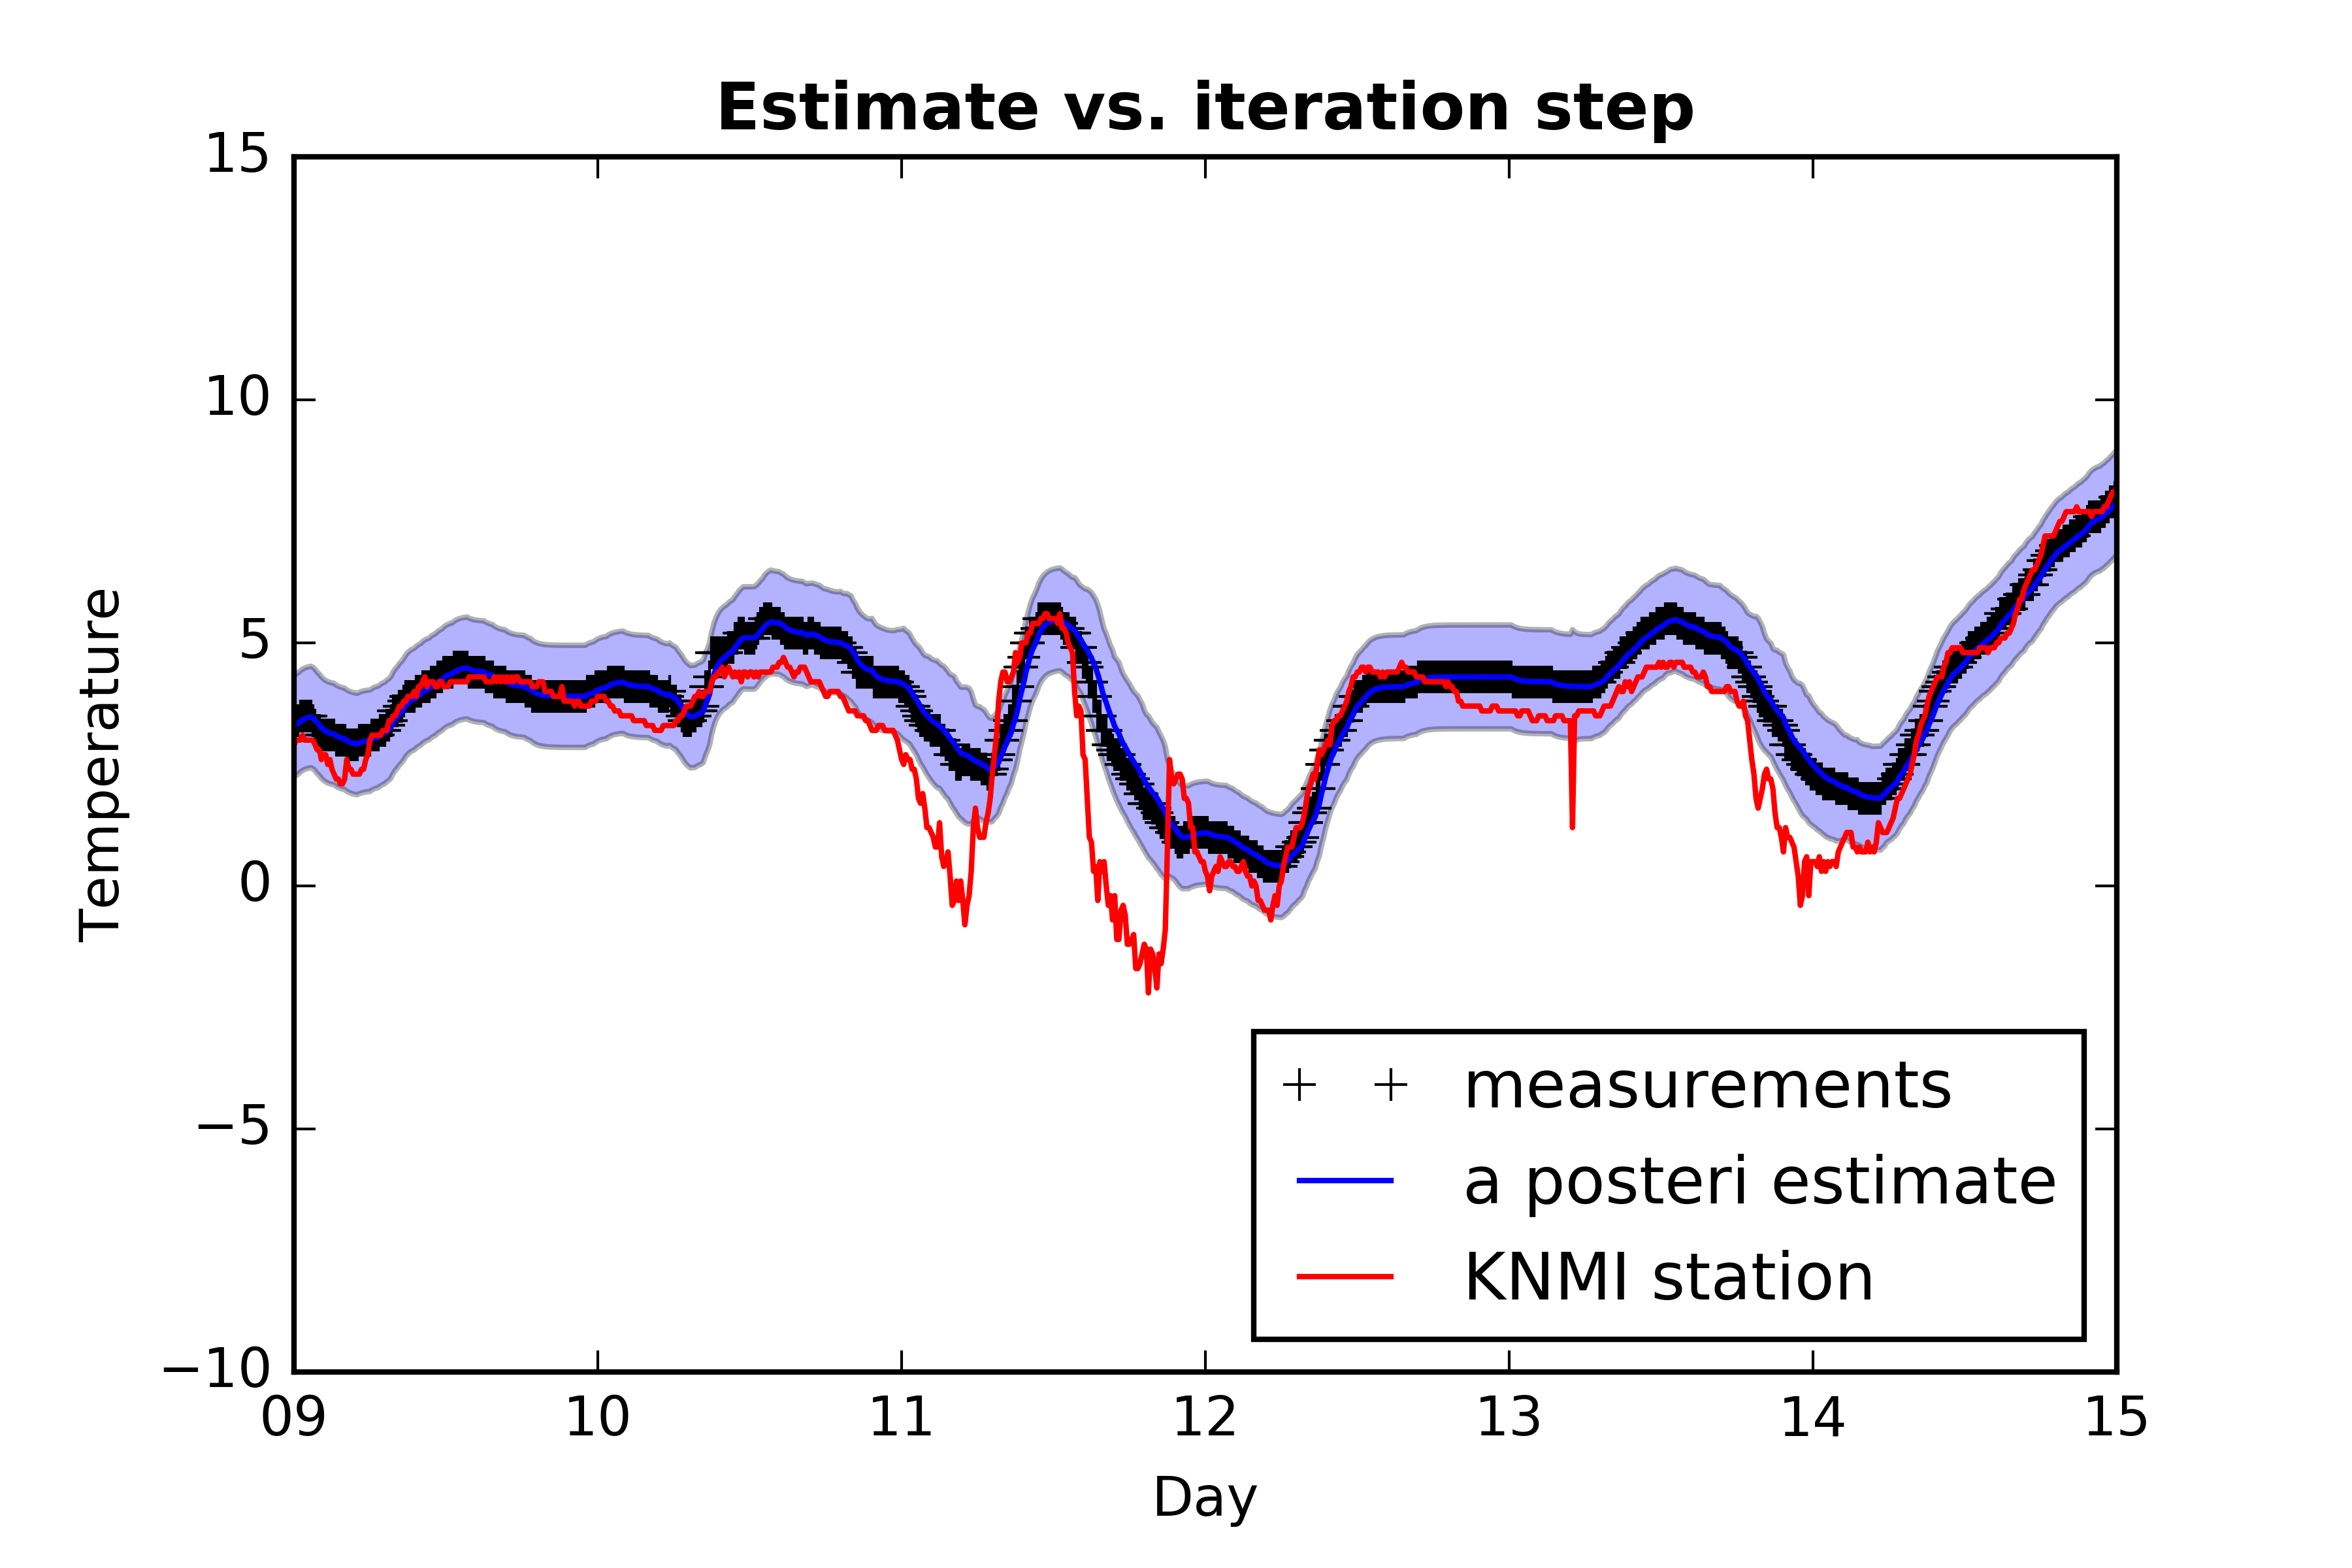 Estimate vs. iteration step
15
10
5
0
−5
−10
Temperature
measurements
a posteri estimate
KNMI station
09 10 11 12 13 14 15
Day